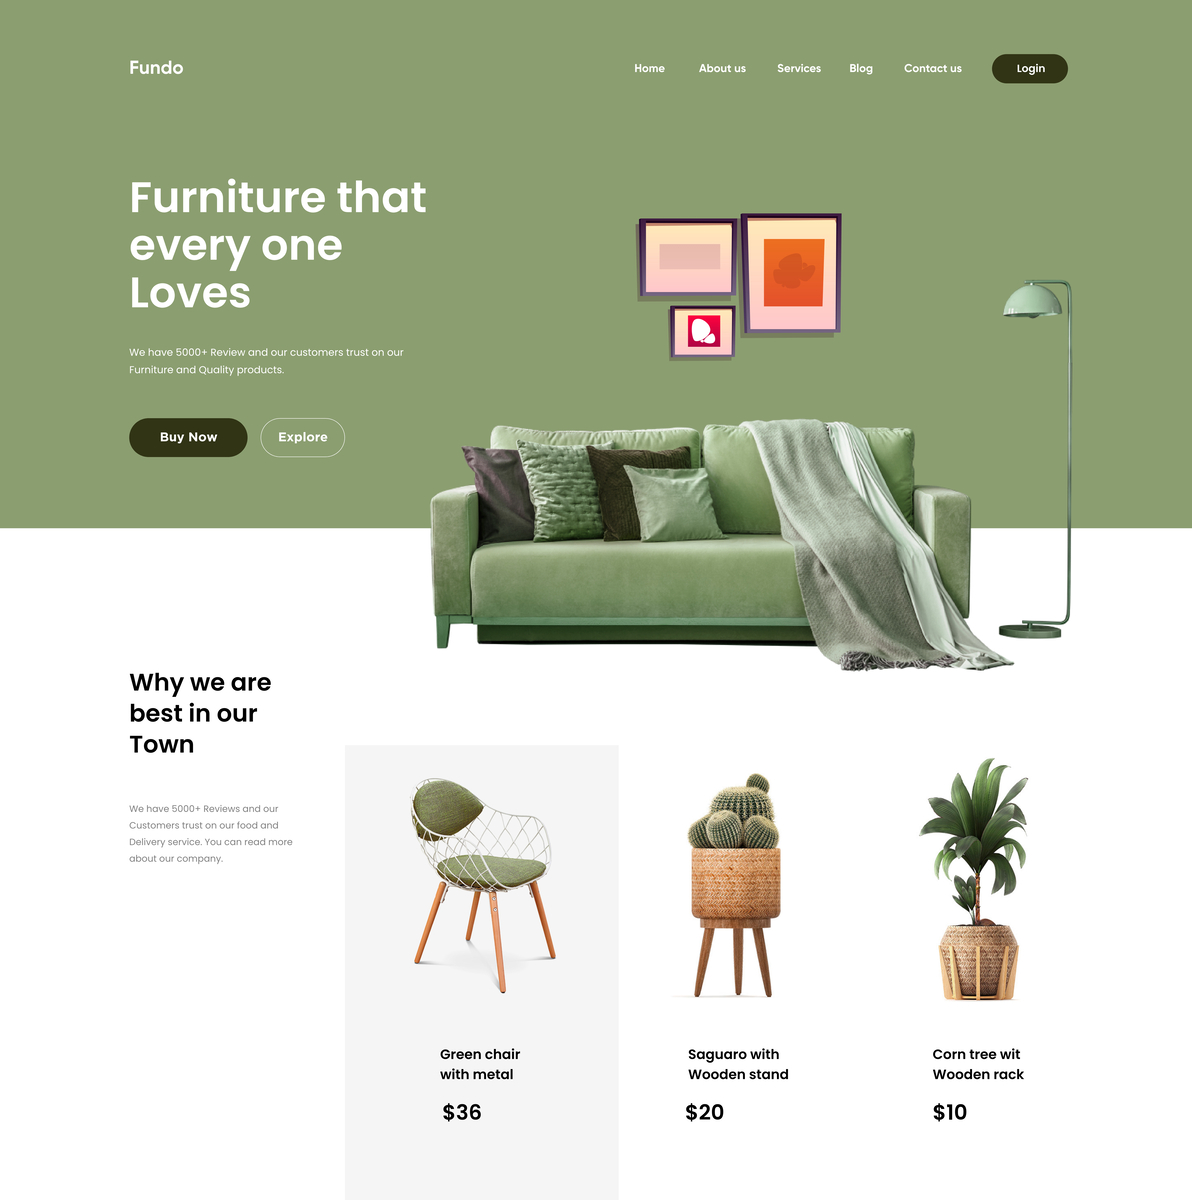 Fundo
Home
About us
Services
Blog
Contact us
Login
Furniture that
every one
Loves
We have 5000+ Review and our customers trust on our
Furniture and Quality products.
Buy Now
Explore
Why we are
best in our
Town
We have 5000+ Reviews and our
Customers trust on our food and
Delivery service. You can read more
about our company.
Green chair
with metal
$36
Saguaro with
Wooden stand
$20
Corn tree wit
Wooden rack
$10